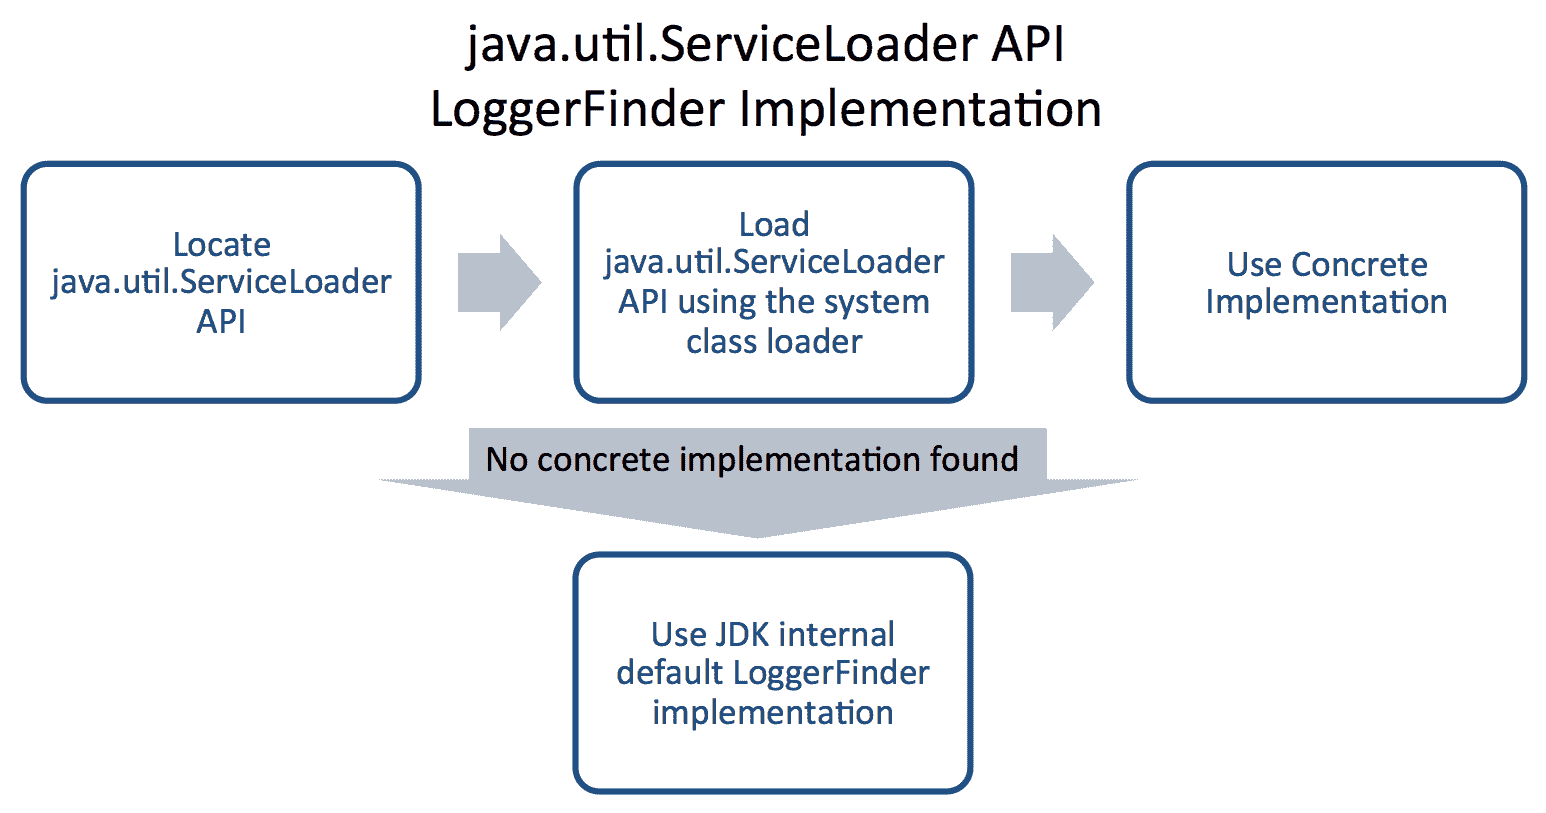 java.util.ServiceLoader API
LoggerFinder Implementation
Locate
java.util.ServiceLoader
API
Load
java.util.ServiceLoader
API using the system
class loader
Use Concrete
Implementation
No concrete implementation found
Use JDK internal
default LoggerFinder
implementation